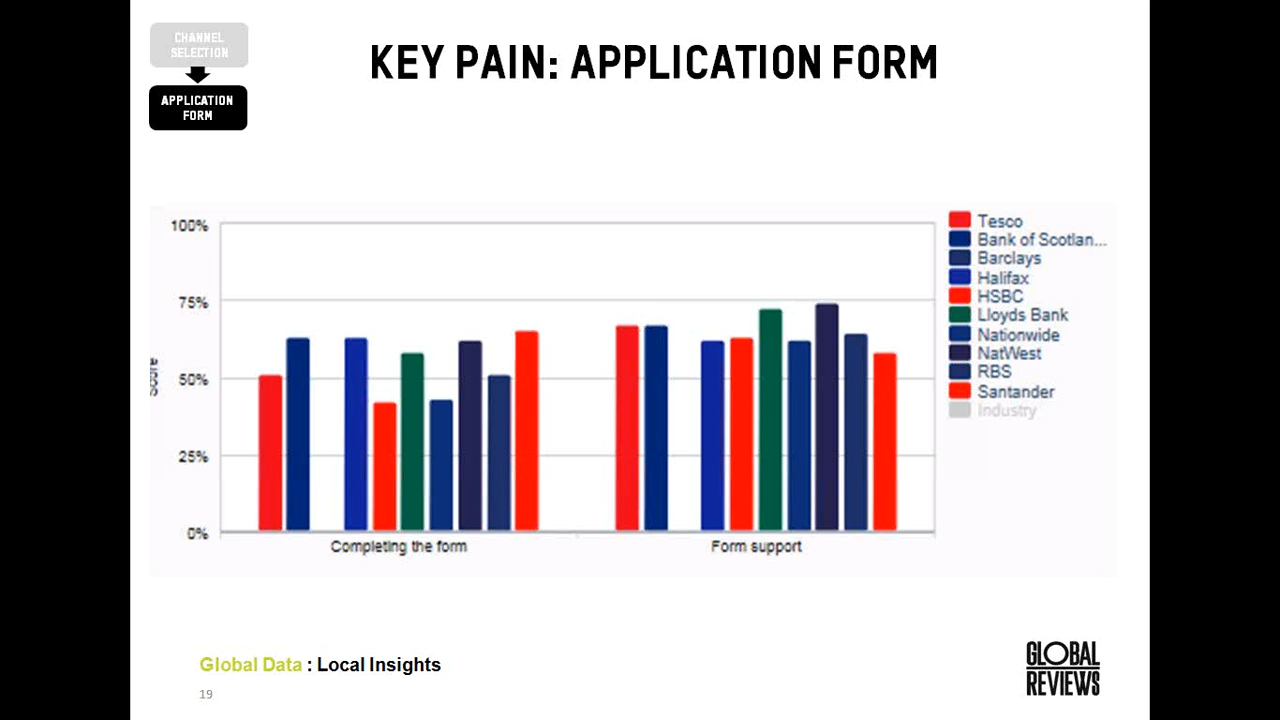 CHANNEL
SELECTION
APPLICATION
FORM
KEY PAIN: APPLICATION FORM
100%
75%
50%
25%
0%
Score
Completing the form
Form support
Tesco
Bank of Scotlan...
Barclays
Halifax
HSBC
Lloyds Bank
Nationwide
NatWest
RBS
Santander
Industry
Global Data : Local Insights
19
GLOBAL
REVIEWS